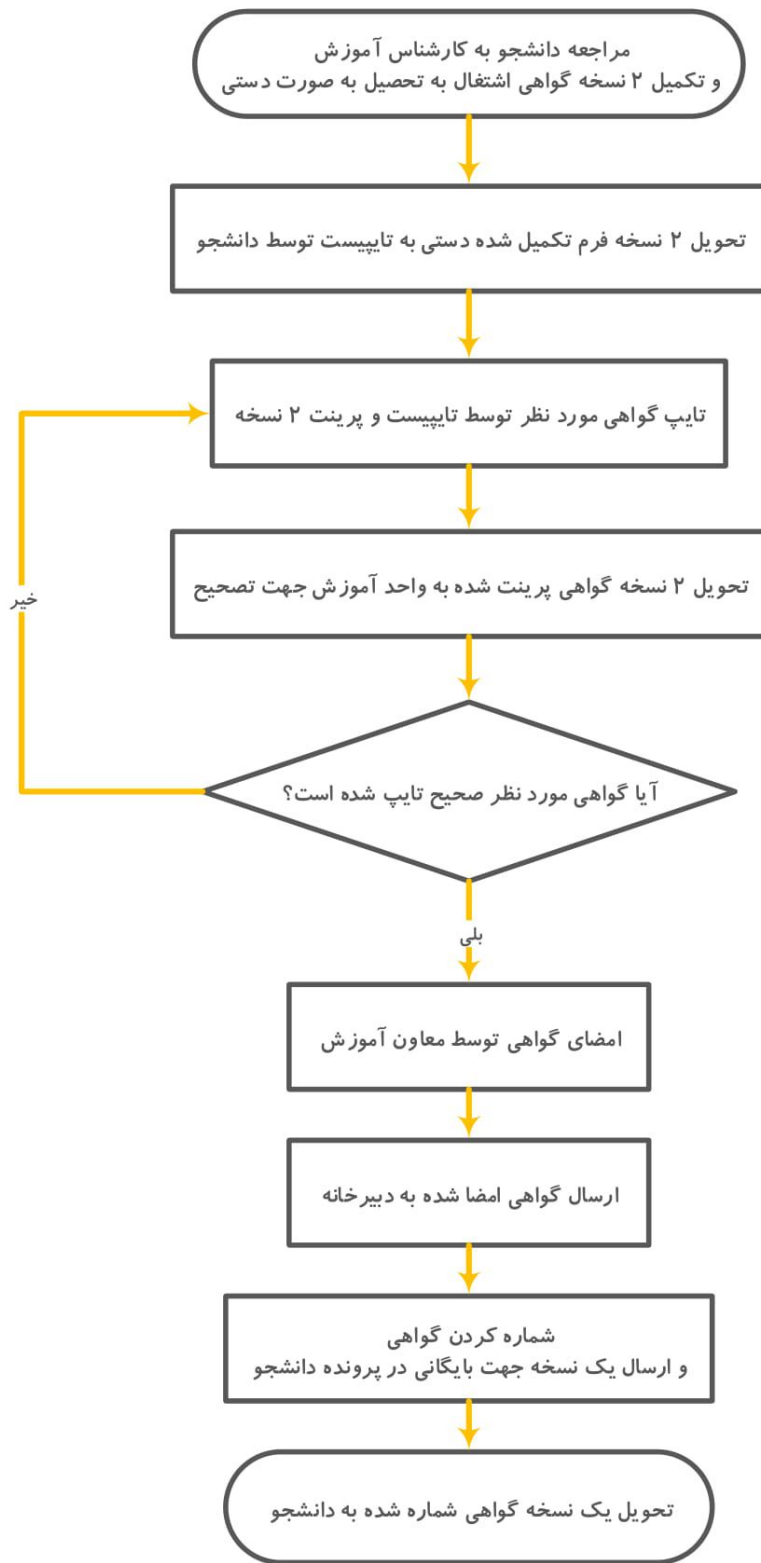 مراجعه دانشجو به کارشناس آموزش
و تکمیل ۲ نسخه گواهی اشتغال به تحصیل به صورت دستی
تحویل ۲ نسخه فرم تکمیل شده دستی به تایپیست توسط دانشجو
تایپ گواهی مورد نظر توسط تایپیست و پرینت ۲ نسخه
تحویل ۲ نسخه گواهی پرینت شده به واحد آموزش جهت تصحیح
خیر
آیا گواهی مورد نظر صحیح تایپ شده است؟
بلی
امضای گواهی توسط معاون آموزش
ارسال گواهی امضا شده به دبیرخانه
شماره کردن گواهی
و ارسال یک نسخه جهت بایگانی در پرونده دانشجو
تحویل یک نسخه گواهی شماره شده به دانشجو